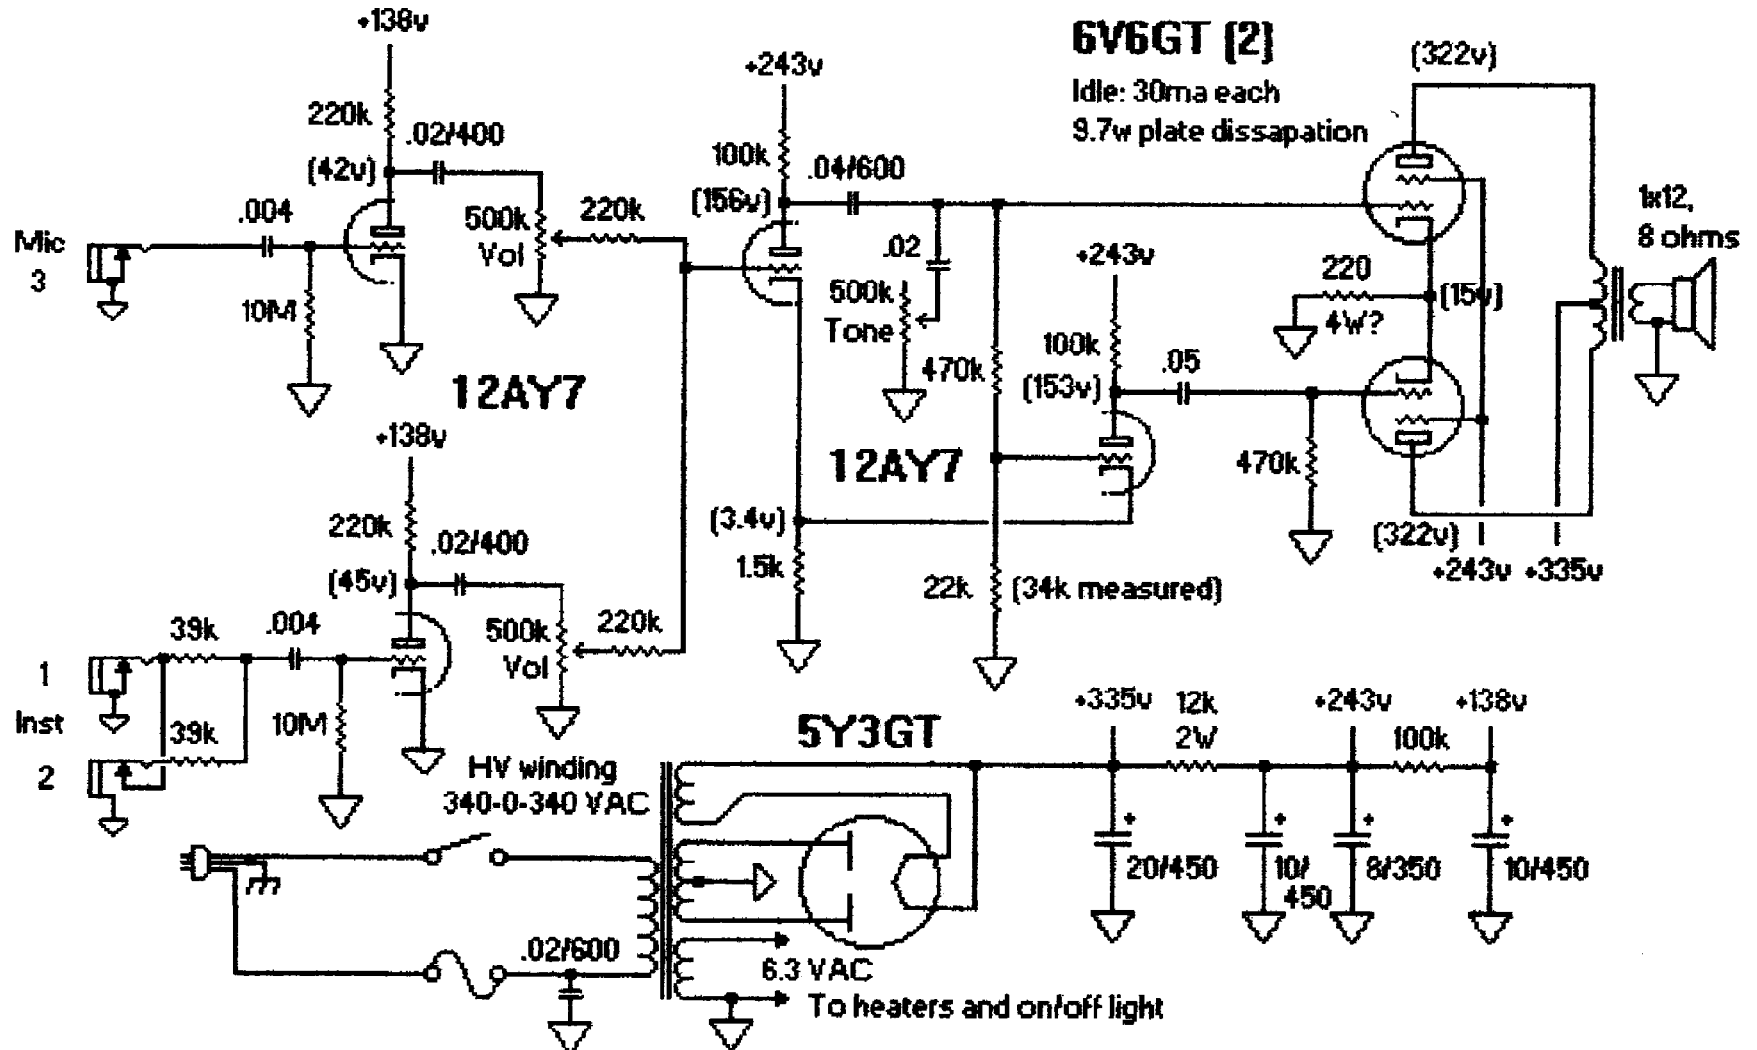 +138v
220k
.02/400
(42v)
.004
Mic
3
10M
500k
Vol
220k
12AY7
+243v
100k
.04/600
(156v)
.02
500k
Tone
470k
6V6GT (2)
Idle: 30ma each
9.7w plate dissapation
(322v)
1x12,
8 ohms
+243v
220
4W?
(15v)
100k
.05
(153v)
12AY7
470k
(3.4v)
1.5k
22k
(34k measured)
(322v)
+243v
+335v
+138v
220k
.02/400
(45v)
39k
.004
1
Inst
2
39k
10M
500k
Vol
220k
5Y3GT
HV winding
340-0-340 VAC
.02/600
6.3 VAC
To heaters and on/off light
+335v
12k
2W
+243v
100k
+138v
+
20/450
+
10/
450
+
8/350
+
10/450